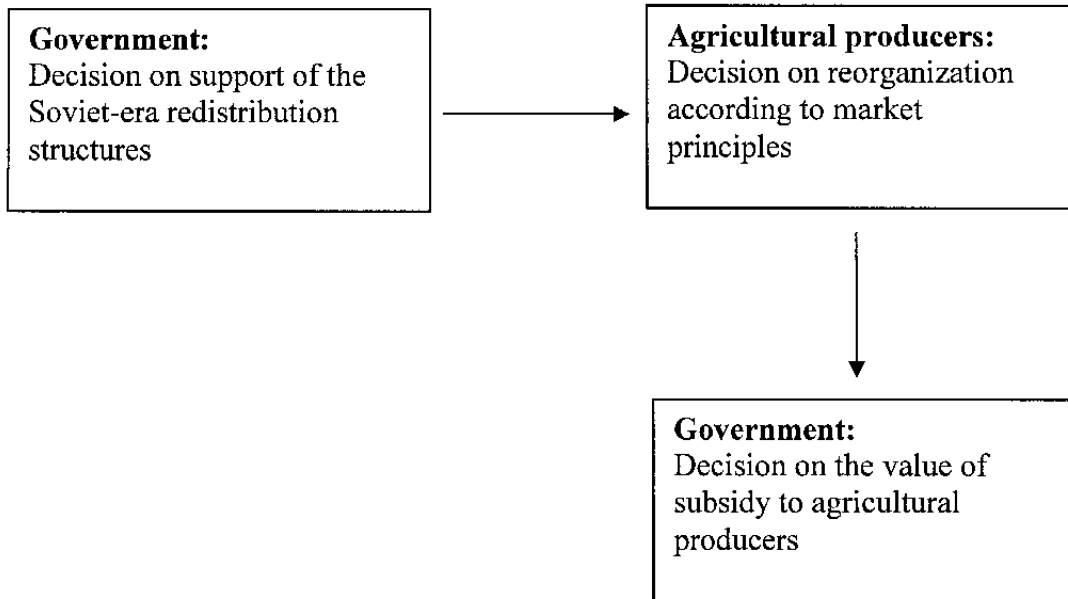 Government:
Decision on support of the
Soviet-era redistribution
structures
Agricultural producers:
Decision on reorganization
according to market
principles
Government:
Decision on the value of
subsidy to agricultural
producers